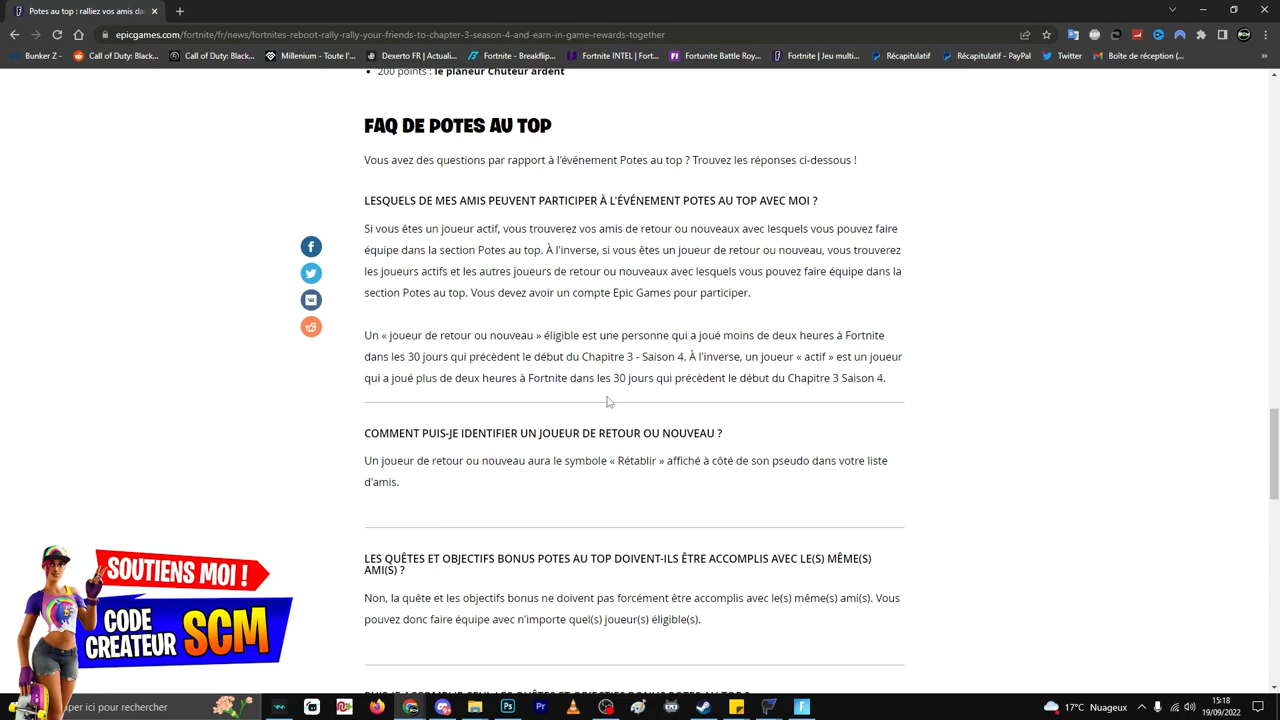 Potes au top : ralliez vos amis da
epicgames.com/fortnite/fr/news/fortnites-reboot-rally-rally-your-friends-to-chapter-3-season-4-and-earn-in-game-rewards-together
Bunker Z
Call of Duty: Black...
Call of Duty: Black...
Millenium - Toute l'...
Dexerto FR | Actuali...
Fortnite - Breakflip...
Fortnite INTEL | Fort...
Fortunite Battle Roy...
Fortnite | Jeu multi...
Récapitulatif
Récapitulatif - PayPal
Twitter
Boîte de réception (...
• 200 points : le planeur Chuteur ardent
FAQ DE POTES AU TOP
Vous avez des questions par rapport à l'événement Potes au top ? Trouvez les réponses ci-dessous !
LESQUELS DE MES AMIS PEUVENT PARTICIPER À L'ÉVÉNEMENT POTES AU TOP AVEC MOI ?
Si vous êtes un joueur actif, vous trouverez vos amis de retour ou nouveaux avec lesquels vous pouvez faire
équipe dans la section Potes au top. À l'inverse, si vous êtes un joueur de retour ou nouveau, vous trouverez
les joueurs actifs et les autres joueurs de retour ou nouveaux avec lesquels vous pouvez faire équipe dans la
section Potes au top. Vous devez avoir un compte Epic Games pour participer.
Un « joueur de retour ou nouveau » éligible est une personne qui a joué moins de deux heures à Fortnite
dans les 30 jours qui précèdent le début du Chapitre 3 - Saison 4. À l'inverse, un joueur « actif » est un joueur
qui a joué plus de deux heures à Fortnite dans les 30 jours qui précèdent le début du Chapitre 3 Saison 4.
COMMENT PUIS-JE IDENTIFIER UN JOUEUR DE RETOUR OU NOUVEAU ?
Un joueur de retour ou nouveau aura le symbole « Rétablir » affiché à côté de son pseudo dans votre liste
d'amis.
LES QUÊTES ET OBJECTIFS BONUS POTES AU TOP DOIVENT-ILS ÊTRE ACCOMPLIS AVEC LE(S) MÊME(S)
AMI(S) ?
Non, la quête et les objectifs bonus ne doivent pas forcément être accomplis avec le(s) même(s) ami(s). Vous
pouvez donc faire équipe avec n'importe quel(s) joueur(s) éligible(s).
PUIS-JE ACCOMPLIR SEUL LES QUÊTES ET OBJECTIFS BONUS POTES AU TOP ?
SOUTIENS MOI !
CODE
CREATEUR SCM
per ici pour rechercher
17°C Nuageux
15:18
19/09/2022